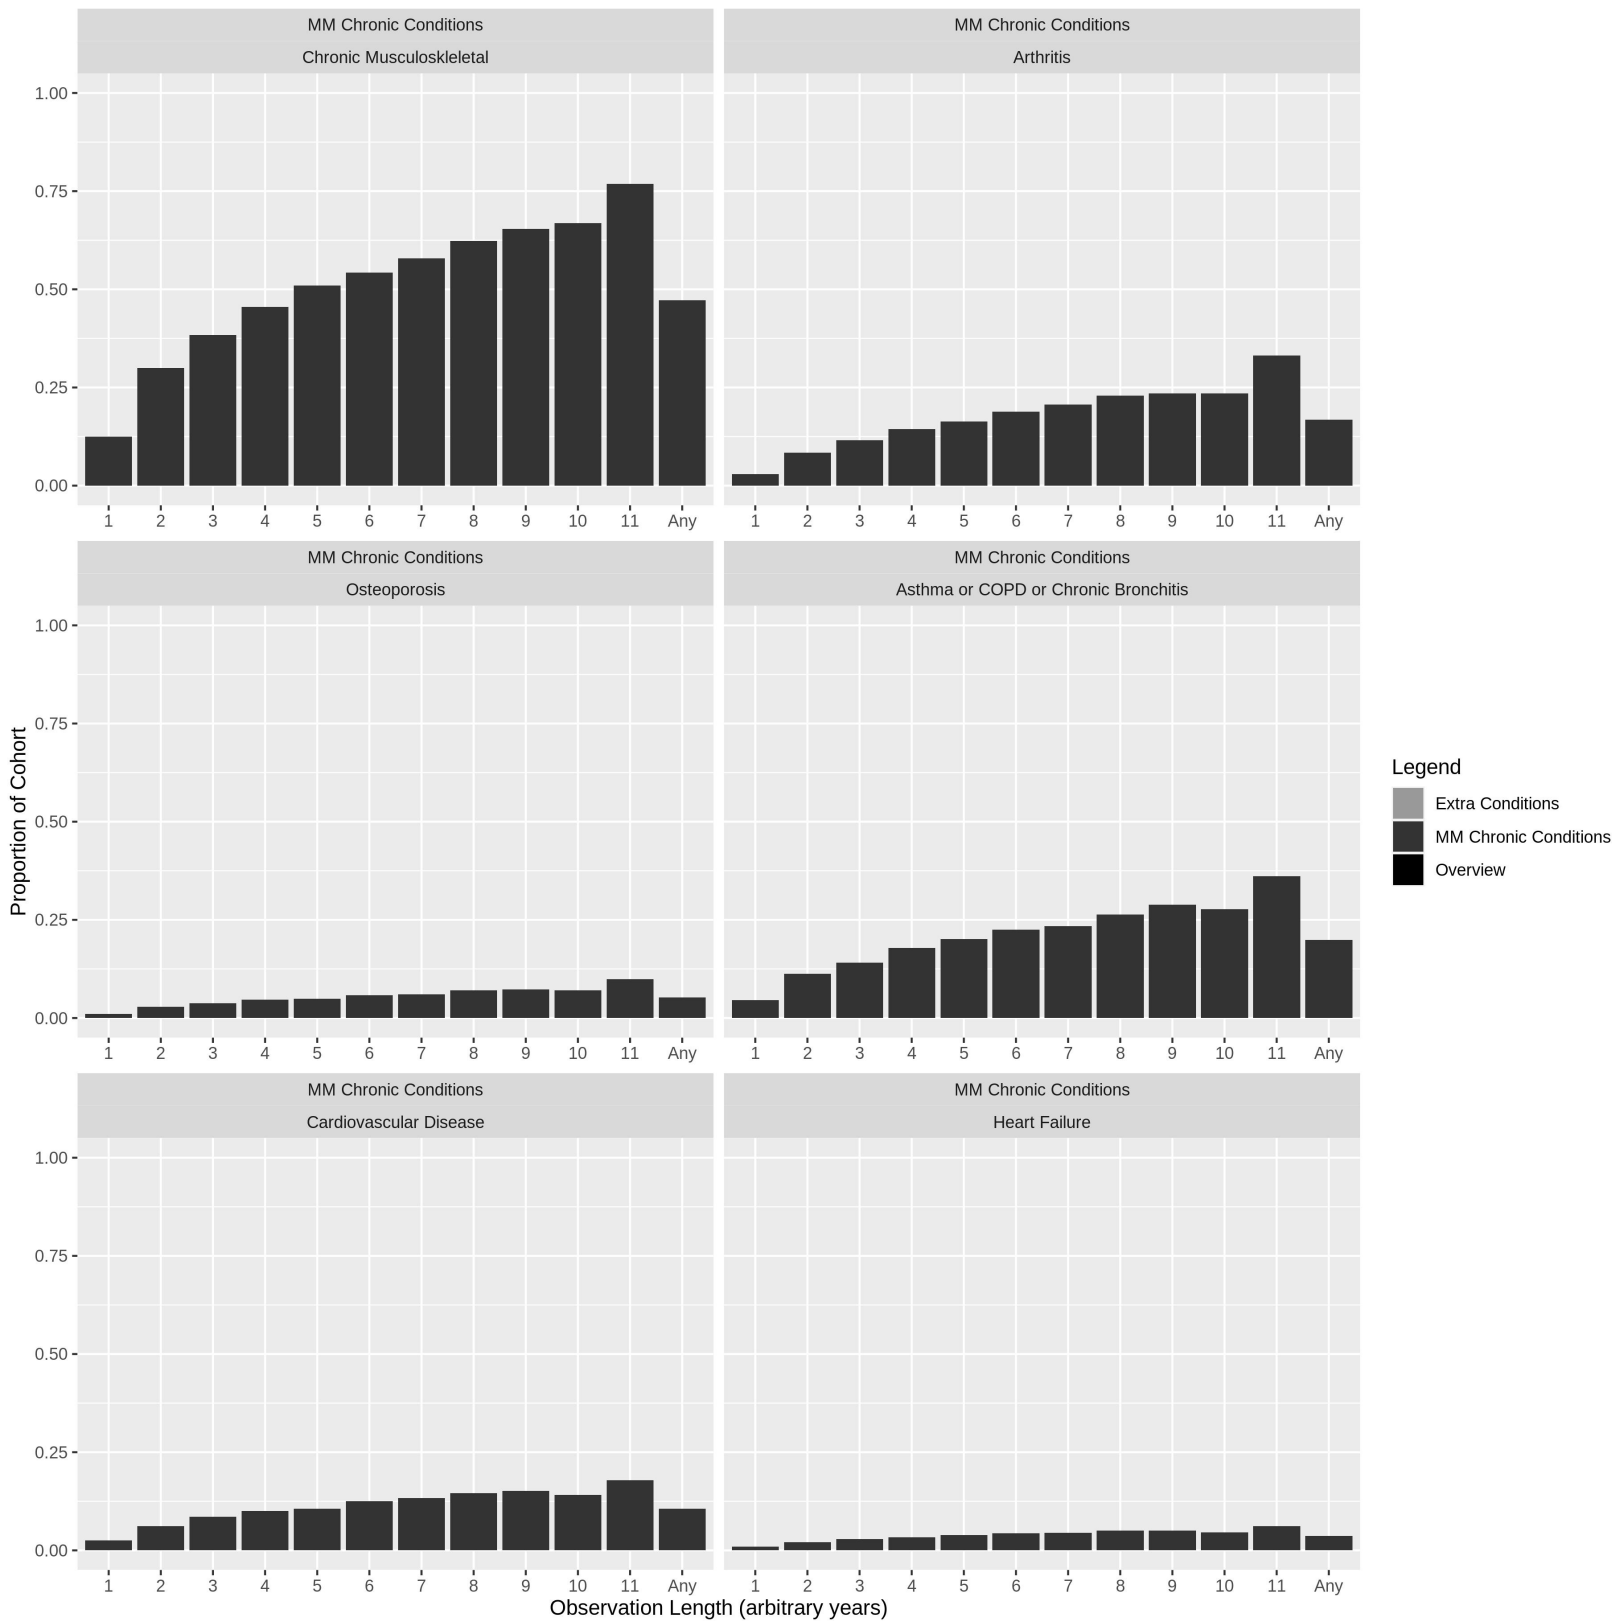 MM Chronic Conditions
Chronic Musculoskleletal
MM Chronic Conditions
Arthritis
1.00
0.75
0.50
0.25
0.00
1 2 3 4 5 6 7 8 9 10 11 Any
1 2 3 4 5 6 7 8 9 10 11 Any
MM Chronic Conditions
Osteoporosis
MM Chronic Conditions
Asthma or COPD or Chronic Bronchitis
1.00
0.75
0.50
0.25
0.00
1 2 3 4 5 6 7 8 9 10 11 Any
1 2 3 4 5 6 7 8 9 10 11 Any
MM Chronic Conditions
Cardiovascular Disease
MM Chronic Conditions
Heart Failure
1.00
0.75
0.50
0.25
0.00
1 2 3 4 5 6 7 8 9 10 11 Any
1 2 3 4 5 6 7 8 9 10 11 Any
Proportion of Cohort
Observation Length (arbitrary years)
Legend
Extra Conditions
MM Chronic Conditions
Overview